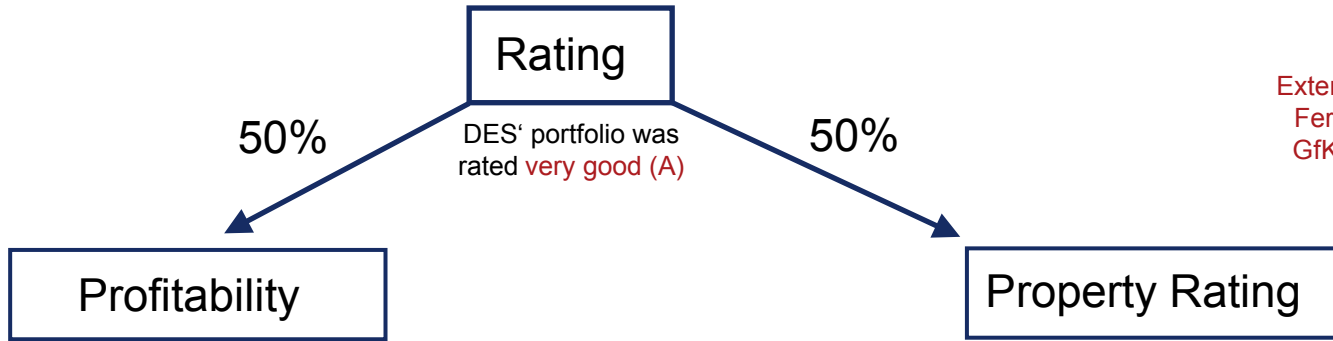 Rating
50%
DES‘ portfolio was
rated very good (A)
50%
Profitability
Property Rating